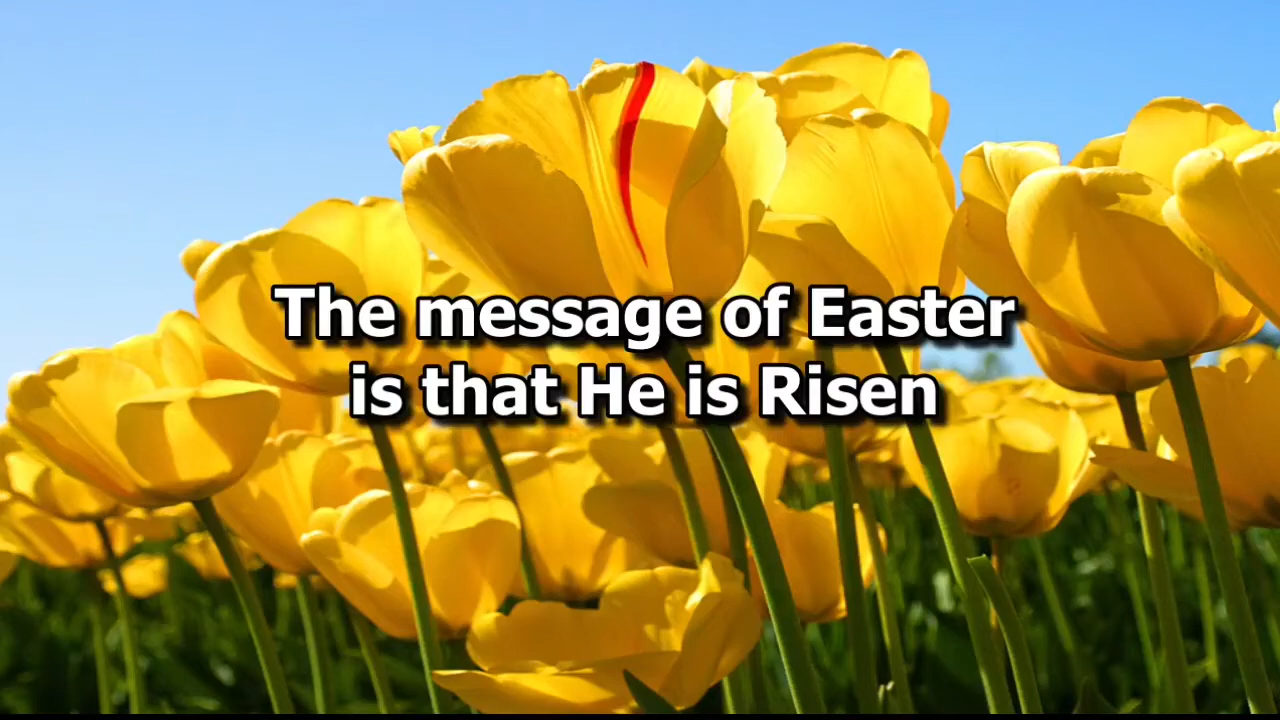 The message of Easter
is that He is Risen